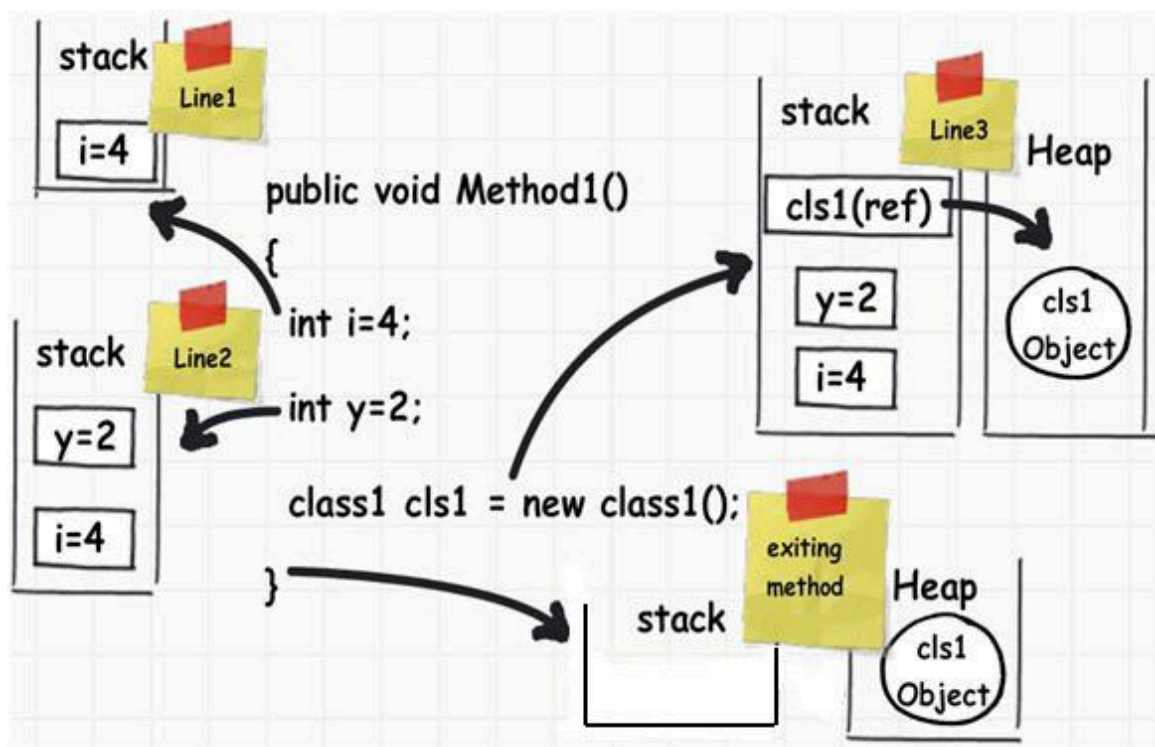 stack
Line1
i=4
public void Method1()
{
int i=4;
int y=2;
class1 cls1 = new class1();
}
stack
Line2
y=2
i=4
stack
Line3
Heap
cls1(ref)
y=2
i=4
cls1
Object
exiting
method
stack
Heap
cls1
Object